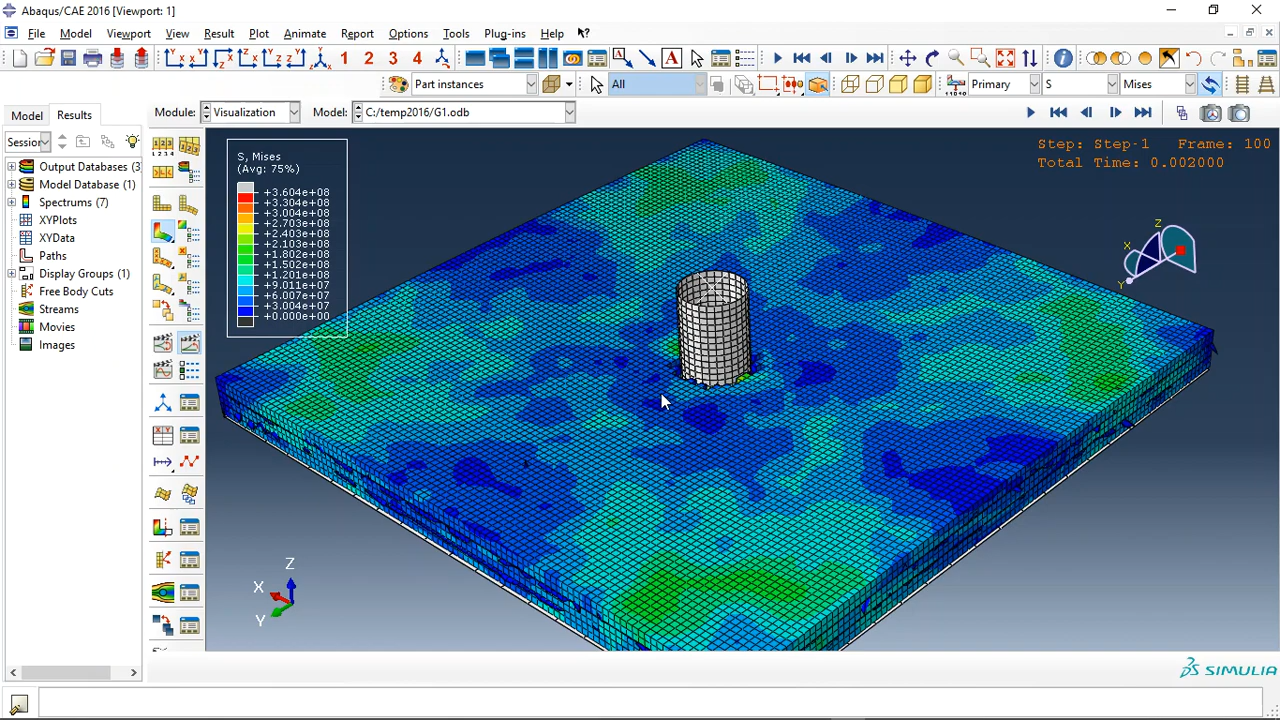 Abaqus/CAE 2016 [Viewport: 1]
File Model Viewport View Result Plot Animate Report Options Tools Plug-ins Help
1 2 3 4
Part instances All Primary S Mises
Model Results Module: Visualization Model: C:/temp2016/G1.odb
Session
Output Databases (3)
Model Database (1)
Spectrums (7)
XYPlots
XYData
Paths
Display Groups (1)
Free Body Cuts
Streams
Movies
Images
S, Mises
(Avg: 75%)
+3.604e+08
+3.304e+08
+3.004e+08
+2.703e+08
+2.403e+08
+2.103e+08
+1.802e+08
+1.502e+08
+1.201e+08
+9.011e+07
+6.007e+07
+3.004e+07
+0.000e+00
Step: Step-1 Frame: 100
Total Time: 0.002000
Z
X
Y
Z
X
Y
SIMULIA